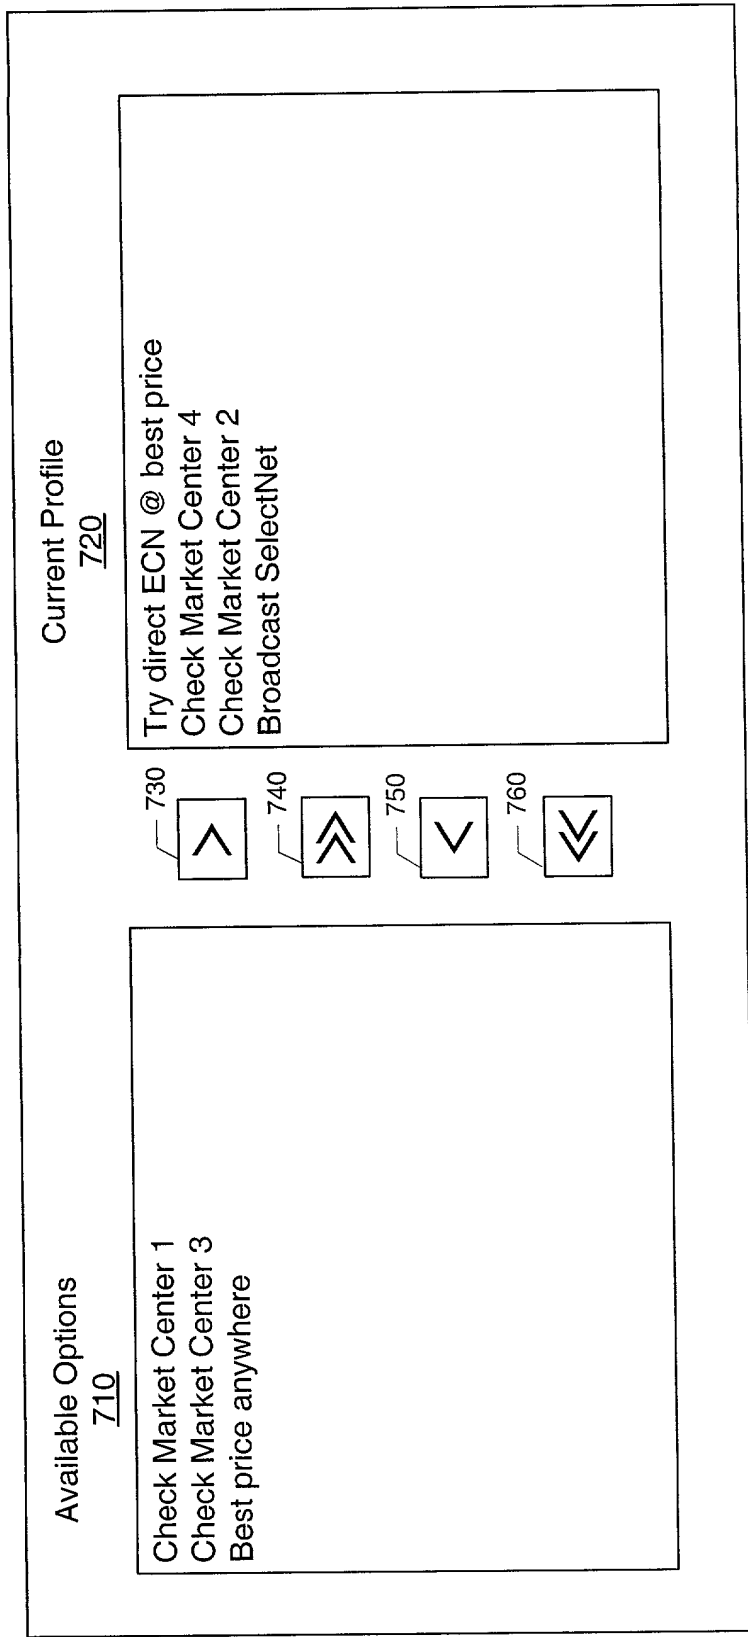 Available Options
710
Check Market Center 1
Check Market Center 3
Best price anywhere
730
>
740
>>
750
<
760
<<
Current Profile
720
Try direct ECN @ best price
Check Market Center 4
Check Market Center 2
Broadcast SelectNet